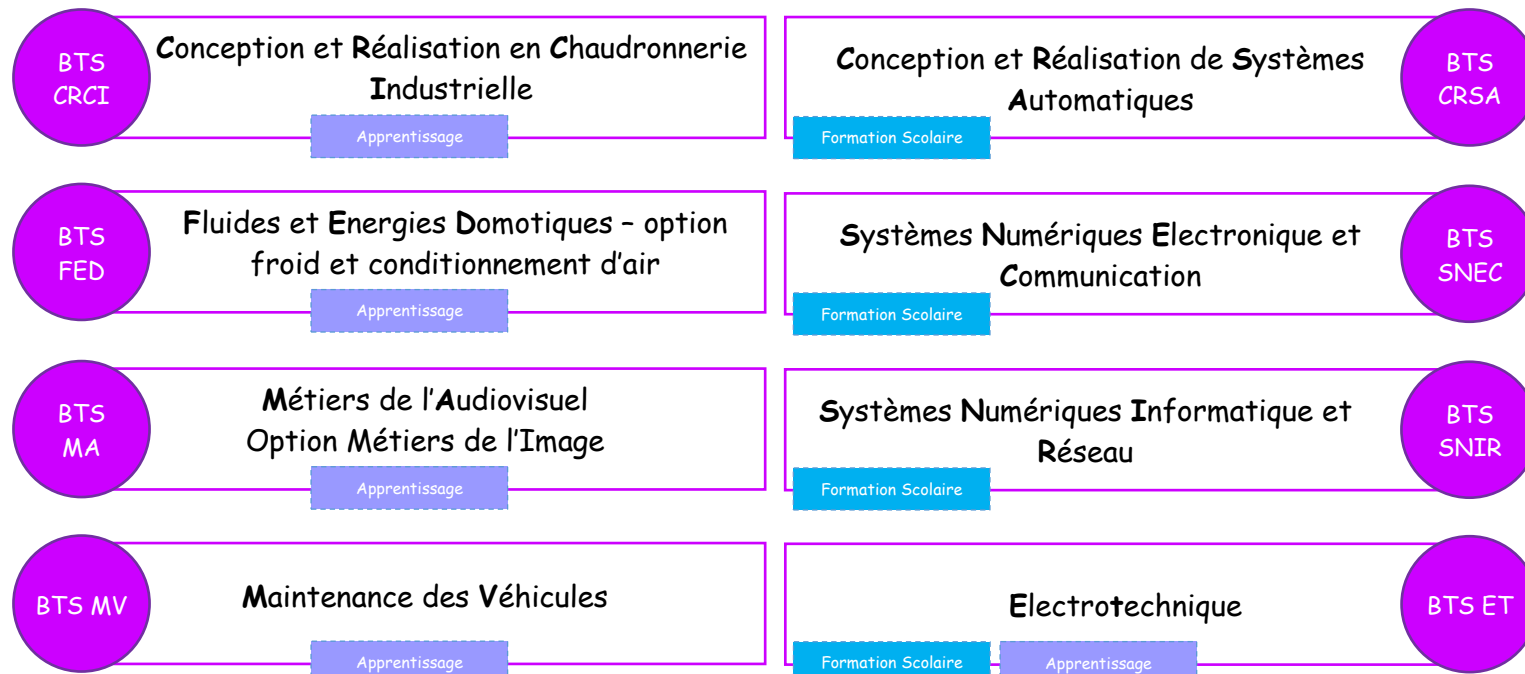 BTS
CRCI
Conception et Réalisation en Chaudronnerie
Industrielle
Apprentissage
Conception et Réalisation de Systèmes
Automatiques
Formation Scolaire
BTS
CRSA
BTS
FED
Fluides et Energies Domotiques – option
froid et conditionnement d’air
Apprentissage
Systèmes Numériques Electronique et
Communication
Formation Scolaire
BTS
SNEC
BTS
MA
Métiers de l’Audiovisuel
Option Métiers de l’Image
Apprentissage
Systèmes Numériques Informatique et
Réseau
Formation Scolaire
BTS
SNIR
BTS MV
Maintenance des Véhicules
Apprentissage
Electrotechnique
Formation Scolaire
Apprentissage
BTS ET